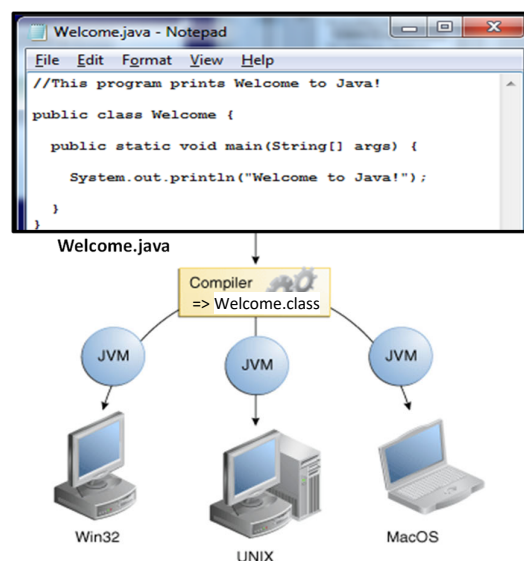 Welcome.java - Notepad
File Edit Format View Help
//This program prints Welcome to Java!
public class Welcome {
public static void main(String[] args) {
System.out.println("Welcome to Java!");
}
}
Welcome.java
Compiler
=> Welcome.class
JVM
JVM
JVM
Win32
UNIX
MacOS